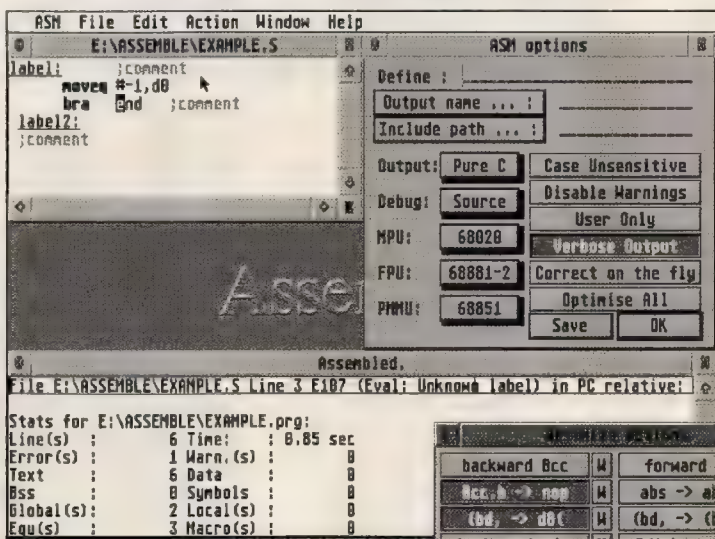 ASM File Edit Action Window Help
E:\ASSEMBLE\EXAMPLE.S
label: ;comment
moveq #-1,d0
bra end ;comment
label2:
;comment
ASM options
Define :
Output name ... :
Include path ... :
Output: Pure C
Debug: Source
MPU: 68020
FPU: 68881-2
PMMU: 68851
Case Unsensitive
Disable Warnings
User Only
Verbose Output
Correct on the fly
Optimise All
Save OK
Assem
Assembled.
File E:\ASSEMBLE\EXAMPLE.S Line 3 E107 (Eval: Unknown label) in PC relative:
Stats for E:\ASSEMBLE\EXAMPLE.prg:
Line(s) : 6 Time: : 0.85 sec
Error(s) : 1 Warn.(s) : 0
Text : 6 Data : 0
Bss : 0 Symbols : 0
Global(s): 2 Local(s) : 0
Equ(s) : 3 Macro(s) : 0
backward Bcc W forward
Bcc.b -> nop W abs ->
(bd, -> d8( W (bd, ->